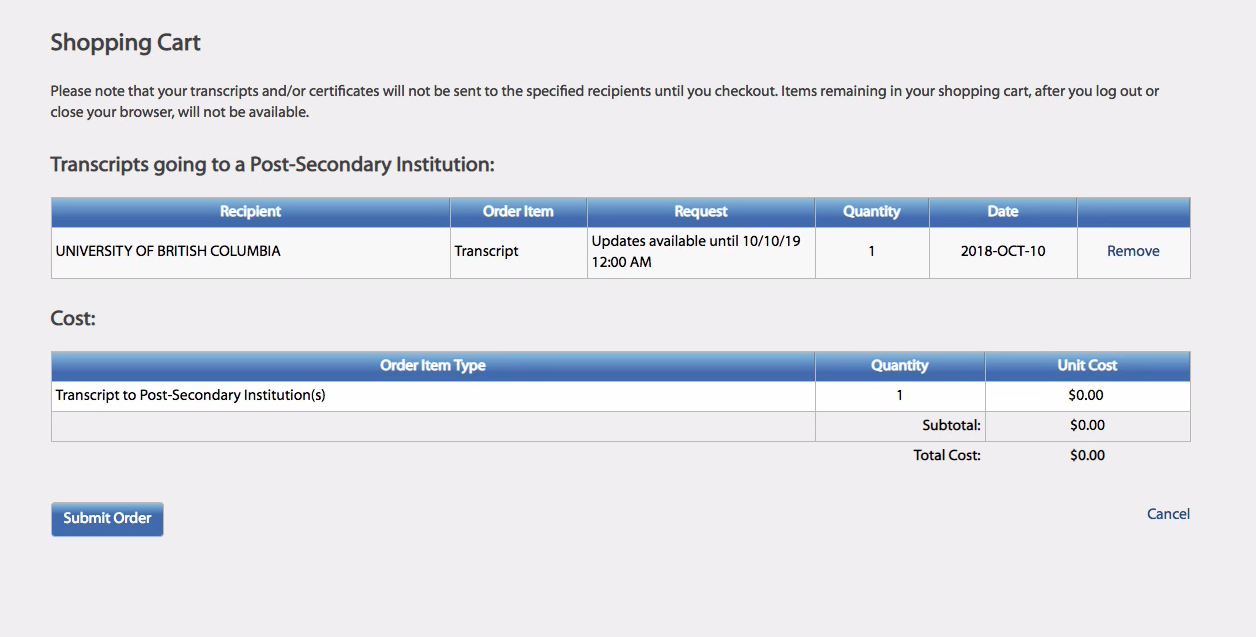 Shopping Cart
Please note that your transcripts and/or certificates will not be sent to the specified recipients until you checkout. Items remaining in your shopping cart, after you log out or
close your browser, will not be available.
Transcripts going to a Post-Secondary Institution:
Recipient Order Item Request Quantity Date
UNIVERSITY OF BRITISH COLUMBIA Transcript Updates available until 10/10/19 1 2018-OCT-10 Remove
12:00 AM
Cost:
Order Item Type Quantity Unit Cost
Transcript to Post-Secondary Institution(s) 1 $0.00
Subtotal: $0.00
Total Cost: $0.00
Submit Order Cancel